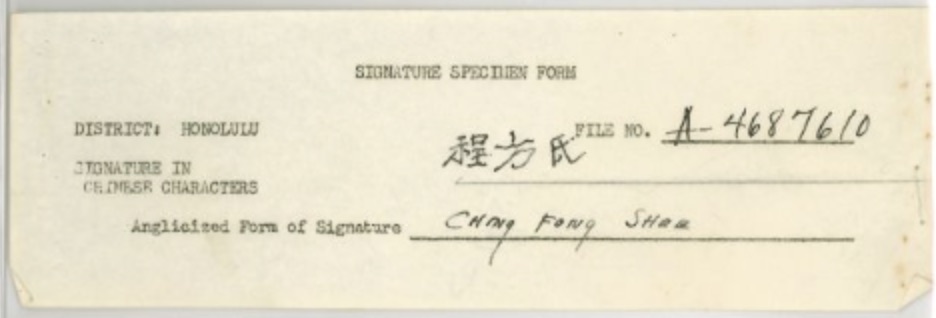 SIGNATURE SPECIMEN FORM
DISTRICT: HONOLULU
FILE NO. A-4687610
SIGNATURE IN
CHINESE CHARACTERS
程方氏
Anglicized Form of Signature Ching Fong Shee